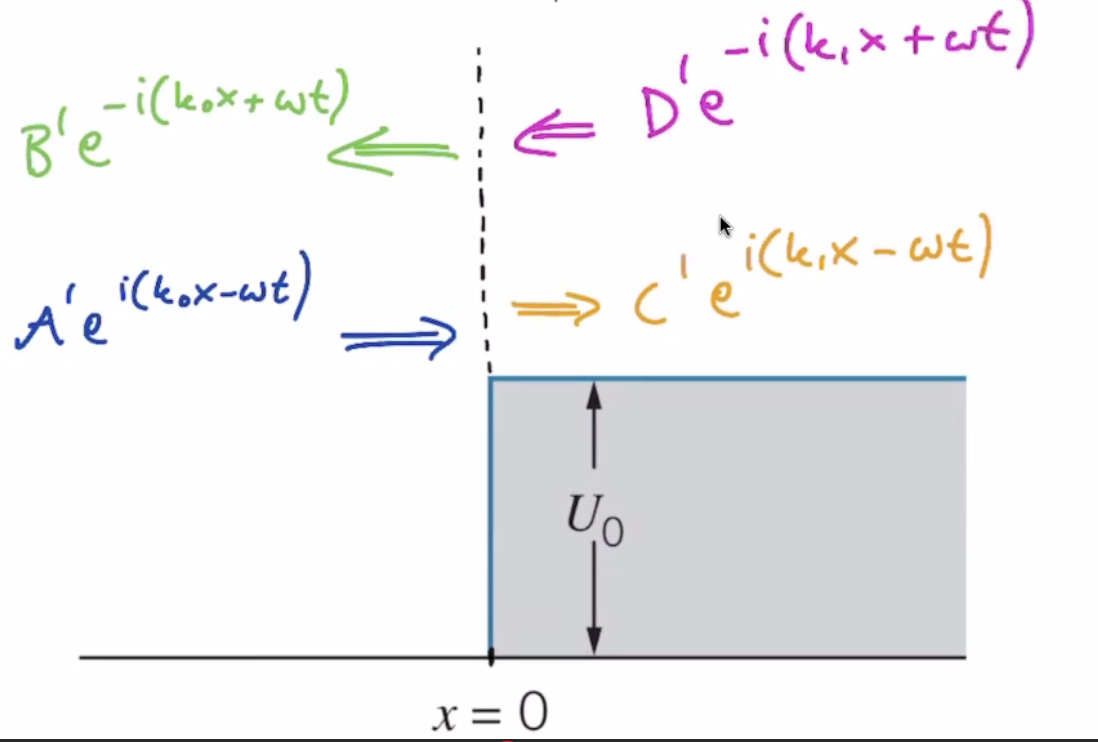 D'e^{-i(k₁x + ωt)}
B'e^{-i(k₀x + ωt)}
C'e^{i(k₁x - ωt)}
A'e^{i(k₀x - ωt)}
U₀
x = 0